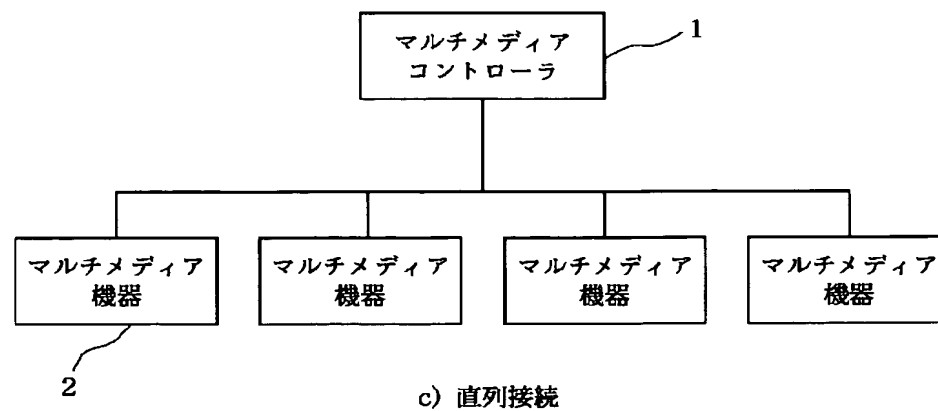 マルチメディア
コントローラ
1
マルチメディア
機器
マルチメディア
機器
マルチメディア
機器
マルチメディア
機器
2
c) 直列接続